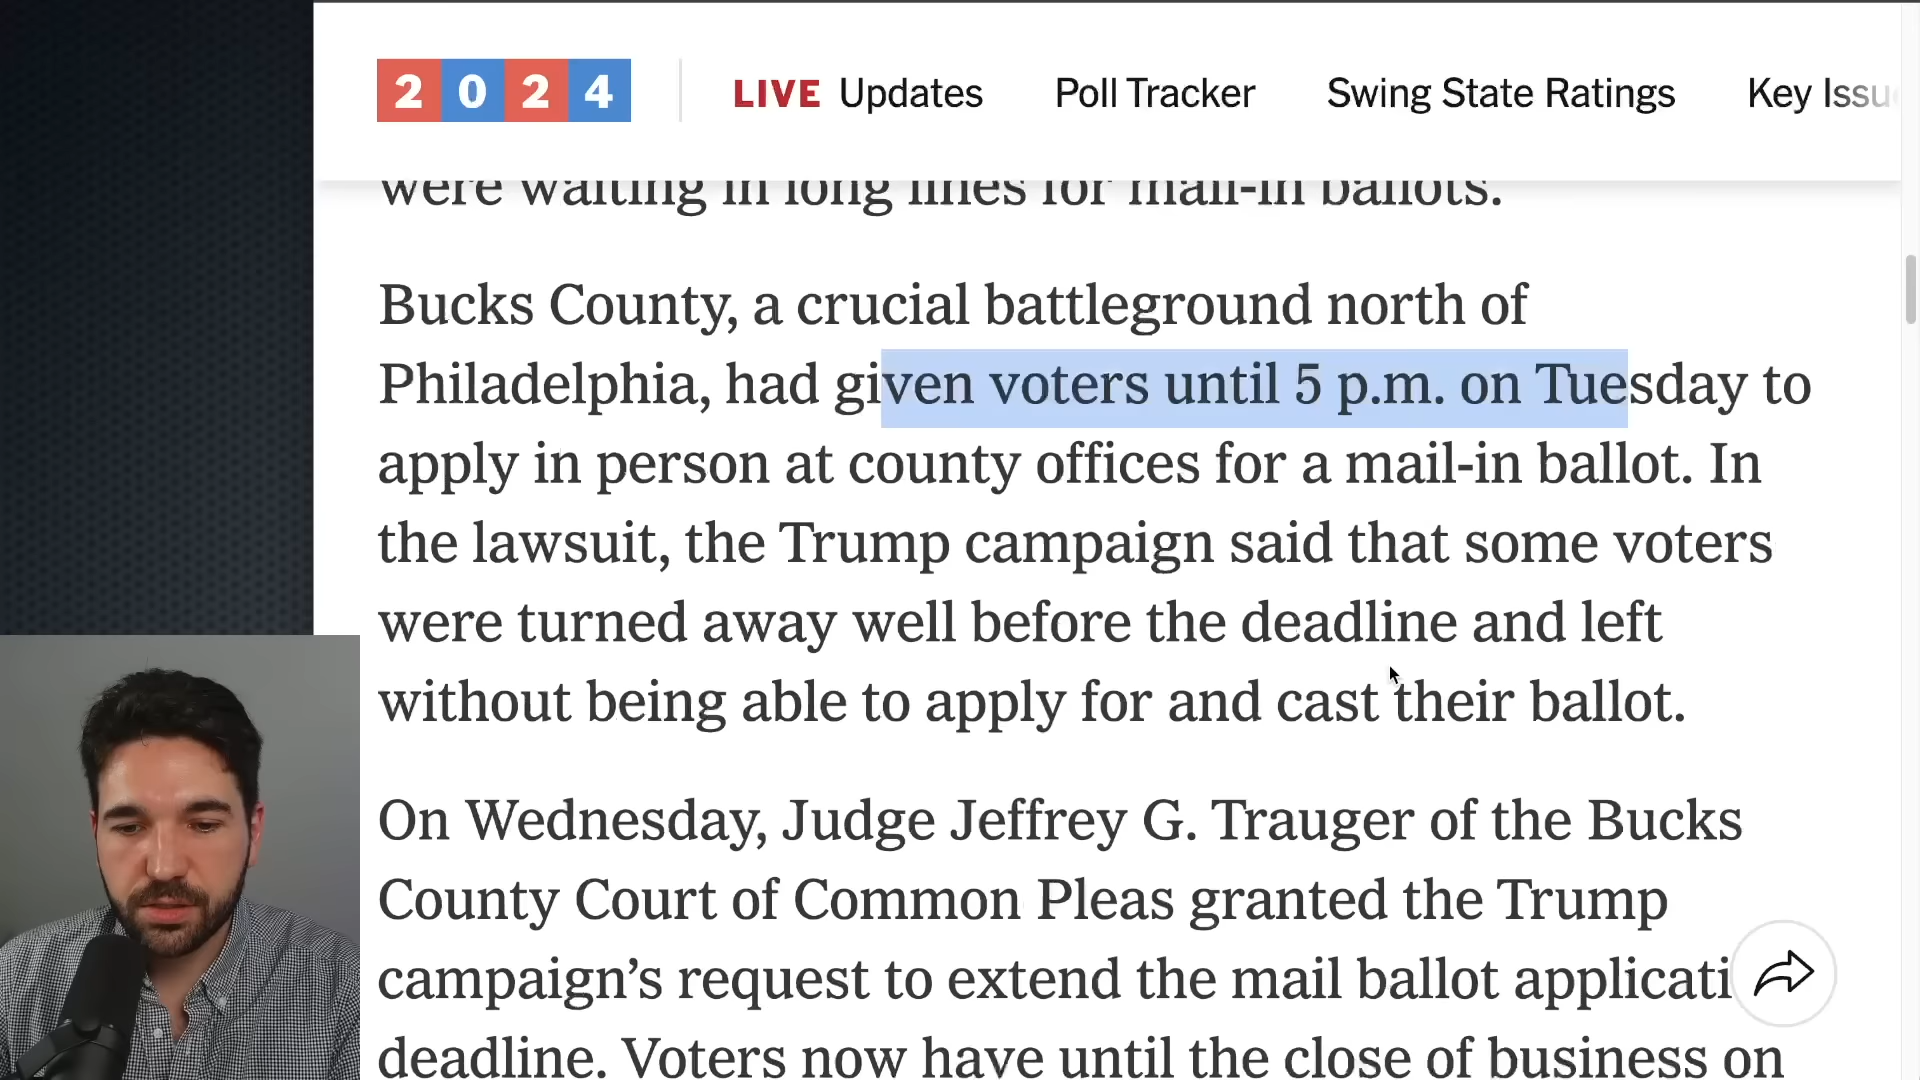 2024
LIVE Updates
Poll Tracker
Swing State Ratings
Key Issu
were waiting in long lines for mail-in ballots.
Bucks County, a crucial battleground north of
Philadelphia, had given voters until 5 p.m. on Tuesday to
apply in person at county offices for a mail-in ballot. In
the lawsuit, the Trump campaign said that some voters
were turned away well before the deadline and left
without being able to apply for and cast their ballot.
On Wednesday, Judge Jeffrey G. Trauger of the Bucks
County Court of Common Pleas granted the Trump
campaign’s request to extend the mail ballot applicati
deadline. Voters now have until the close of business on